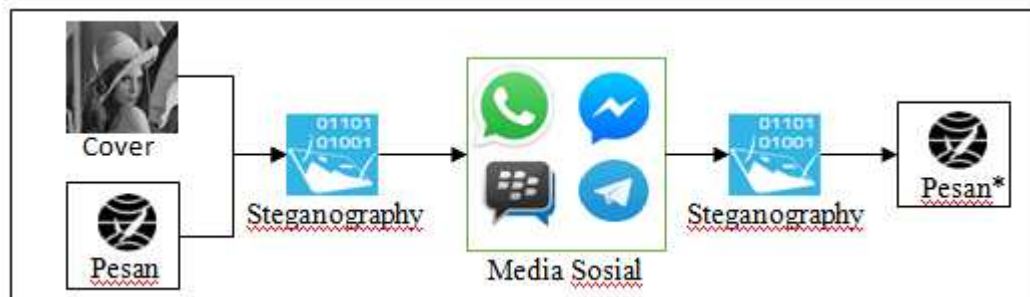 Cover
Pesan
01101
01001
Steganography
Media Sosial
01101
01001
Steganography
Pesan*